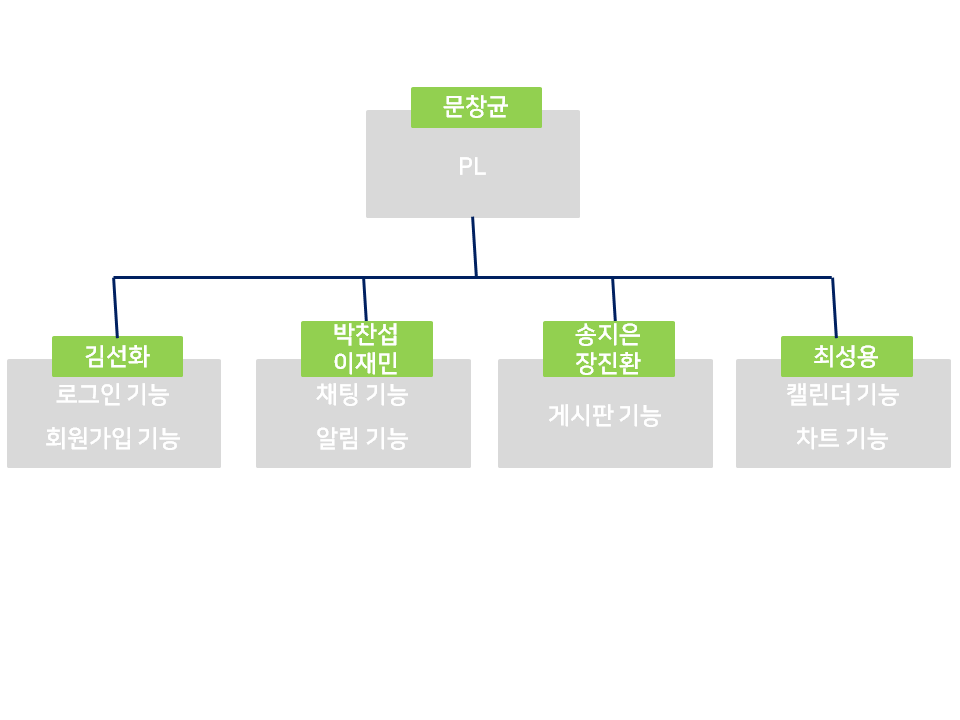 문창균
PL
김선화
로그인 기능
회원가입 기능
박찬섭
이재민
채팅 기능
알림 기능
송지은
장진환
게시판 기능
최성용
캘린더 기능
차트 기능